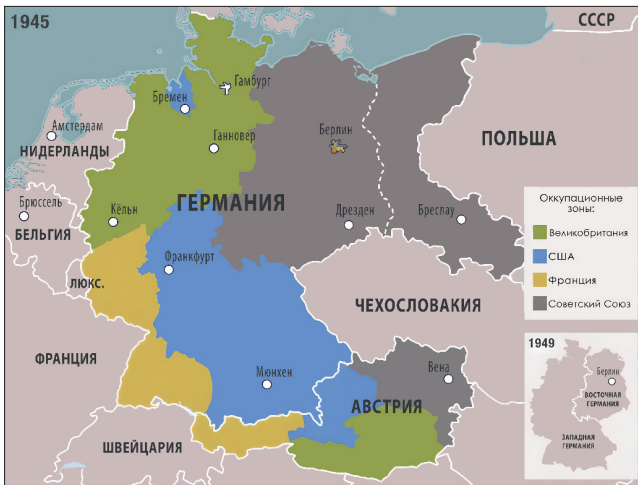 1945
СССР
Гамбург
Бремен
Амстердам
НИДЕРЛАНДЫ
Ганновер
Берлин
ПОЛЬША
Брюссель
БЕЛЬГИЯ
Кёльн
ГЕРМАНИЯ
Дрезден
Бреслау
Оккупационные
зоны:
Великобритания
США
Франция
Советский Союз
Франкфурт
ЛЮКС.
ЧЕХОСЛОВАКИЯ
ФРАНЦИЯ
Мюнхен
Вена
АВСТРИЯ
ШВЕЙЦАРИЯ
1949
Берлин
ВОСТОЧНАЯ
ГЕРМАНИЯ
ЗАПАДНАЯ
ГЕРМАНИЯ